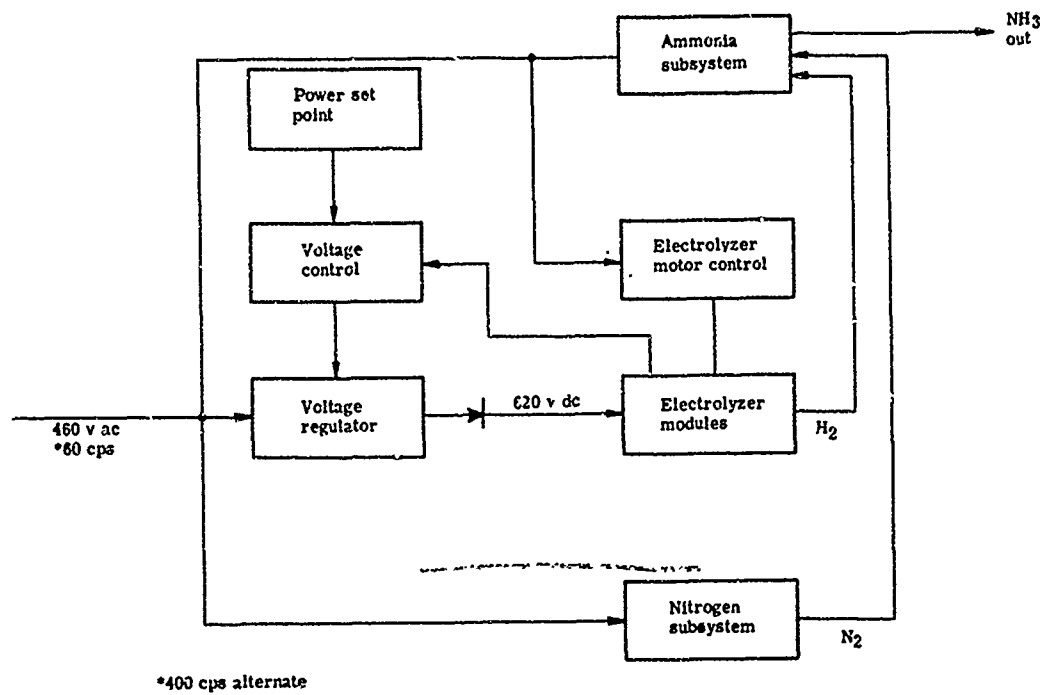 NH3
out
Ammonia
subsystem
Power set
point
Voltage
control
Electrolyzer
motor control
Voltage
regulator
620 v dc
Electrolyzer
modules
H2
460 v ac
*60 cps
Nitrogen
subsystem
N2
*400 cps alternate